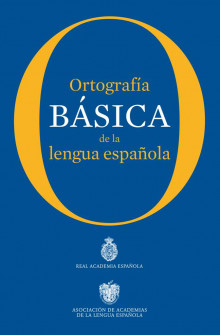 Ortografía
BÁSICA
de la
lengua española
REAL ACADEMIA ESPAÑOLA
ASOCIACIÓN DE ACADEMIAS
DE LA LENGUA ESPAÑOLA